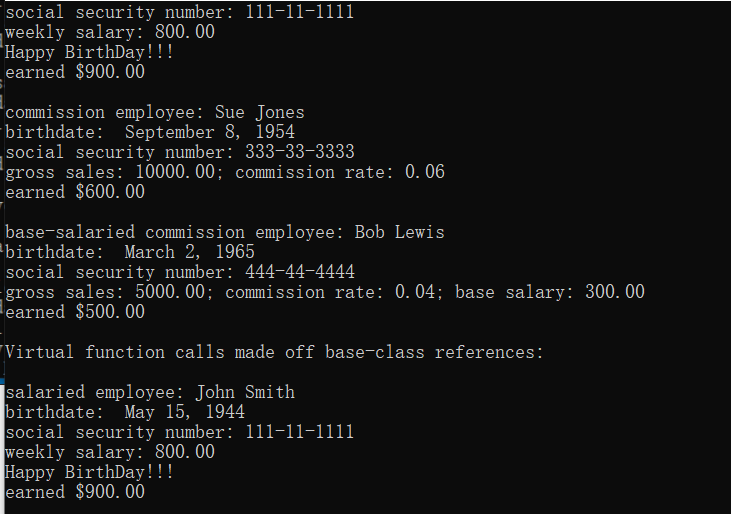 social security number: 111-11-1111
weekly salary: 800.00
Happy BirthDay!!!
earned $900.00
commission employee: Sue Jones
birthdate:  September 8, 1954
social security number: 333-33-3333
gross sales: 10000.00; commission rate: 0.06
earned $600.00
base-salaried commission employee: Bob Lewis
birthdate:  March 2, 1965
social security number: 444-44-4444
gross sales: 5000.00; commission rate: 0.04; base salary: 300.00
earned $500.00
Virtual function calls made off base-class references:
salaried employee: John Smith
birthdate:  May 15, 1944
social security number: 111-11-1111
weekly salary: 800.00
Happy BirthDay!!!
earned $900.00